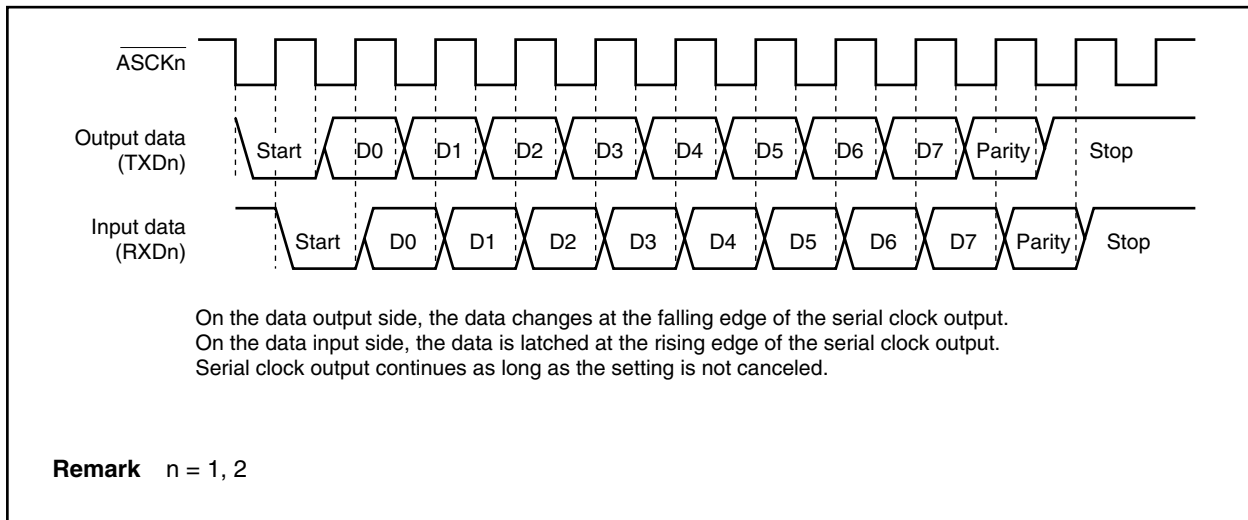 ASCKn
Output data
(TXDn)
Start D0 D1 D2 D3 D4 D5 D6 D7 Parity Stop
Input data
(RXDn)
Start D0 D1 D2 D3 D4 D5 D6 D7 Parity Stop
On the data output side, the data changes at the falling edge of the serial clock output.
On the data input side, the data is latched at the rising edge of the serial clock output.
Serial clock output continues as long as the setting is not canceled.
Remark n = 1, 2